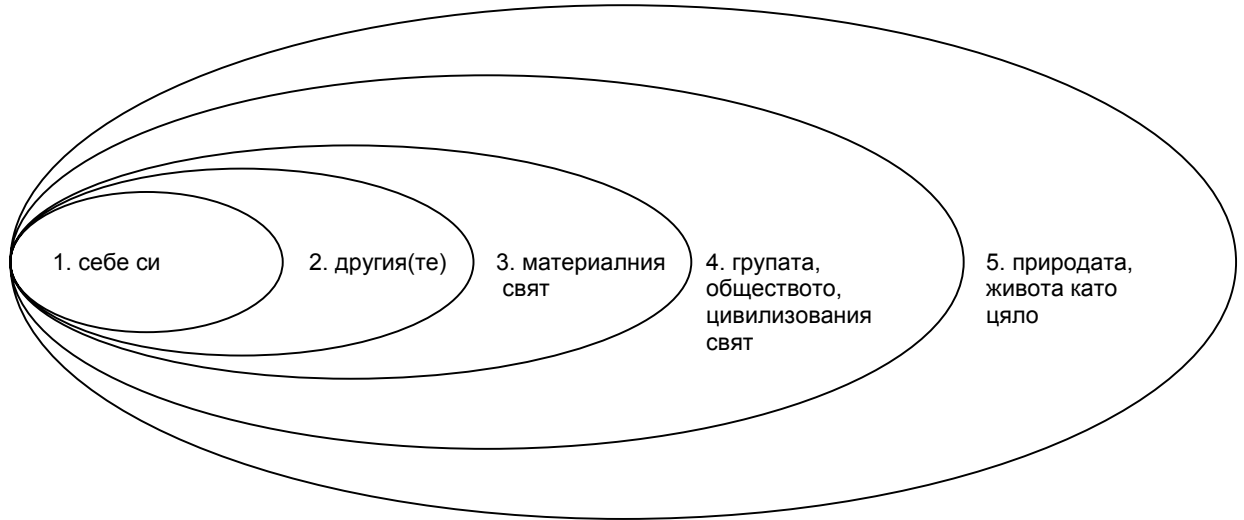 1. себе си
2. другия(те)
3. материалния
свят
4. групата,
обществото,
цивилизования
свят
5. природата,
живота като
цяло